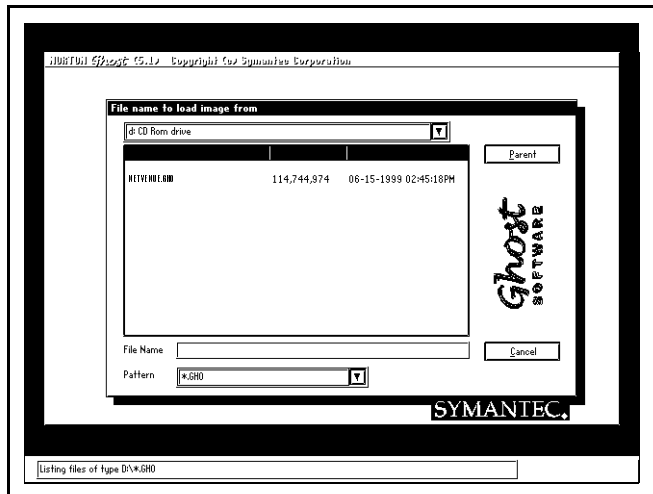 NORTON Ghost (5.1) Copyright (c) Symantec Corporation
File name to load image from
d: CD Rom drive
Parent
NETVENUE.GHO 114,744,974 06-15-1999 02:45:18PM
Ghost
SOFTWARE
File Name
Cancel
Pattern
*.GHO
SYMANTEC.
Listing files of type D:\*.GHO